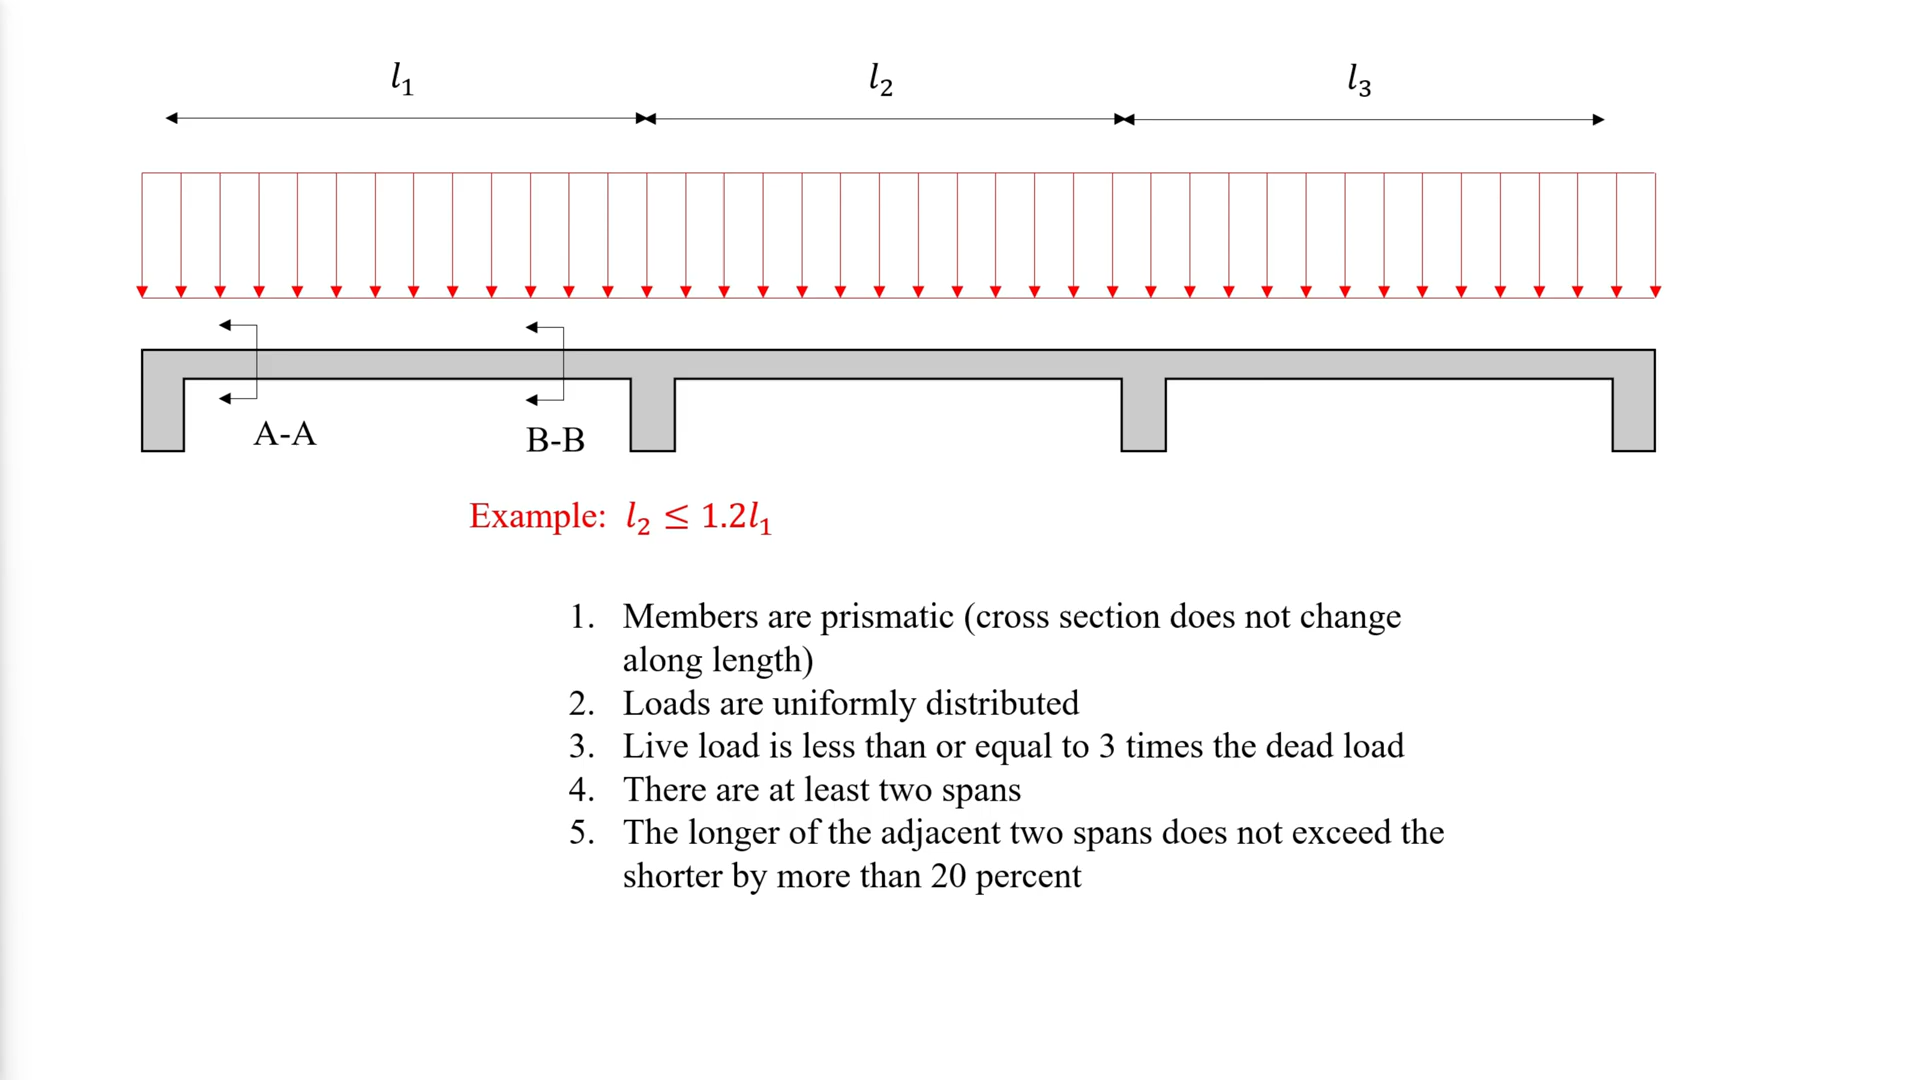 l₁ l₂ l₃
A-A
B-B
Example: l₂ ≤ 1.2l₁
1. Members are prismatic (cross section does not change
along length)
2. Loads are uniformly distributed
3. Live load is less than or equal to 3 times the dead load
4. There are at least two spans
5. The longer of the adjacent two spans does not exceed the
shorter by more than 20 percent